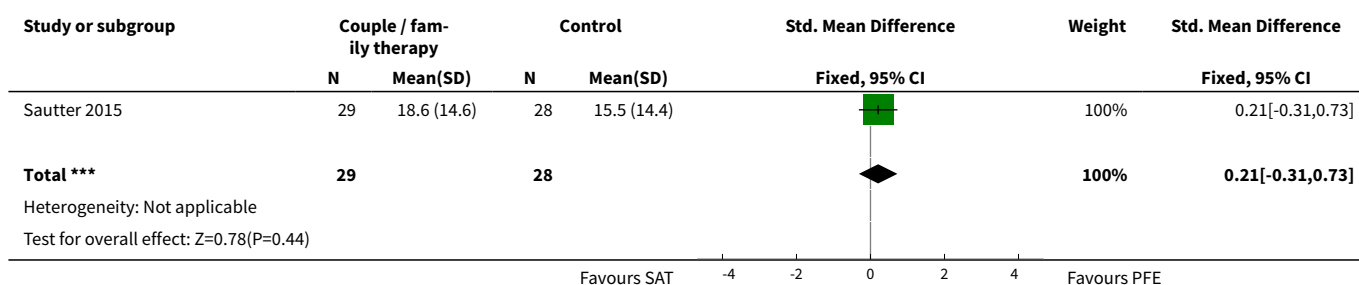 Study or subgroup Couple / fam- Control Std. Mean Difference Weight Std. Mean Difference
ily therapy
N Mean(SD) N Mean(SD) Fixed, 95% CI Fixed, 95% CI
Sautter 2015 29 18.6 (14.6) 28 15.5 (14.4) 100% 0.21[-0.31,0.73]
Total *** 29 28 100% 0.21[-0.31,0.73]
Heterogeneity: Not applicable
Test for overall effect: Z=0.78(P=0.44)
Favours SAT -4 -2 0 2 4 Favours PFE